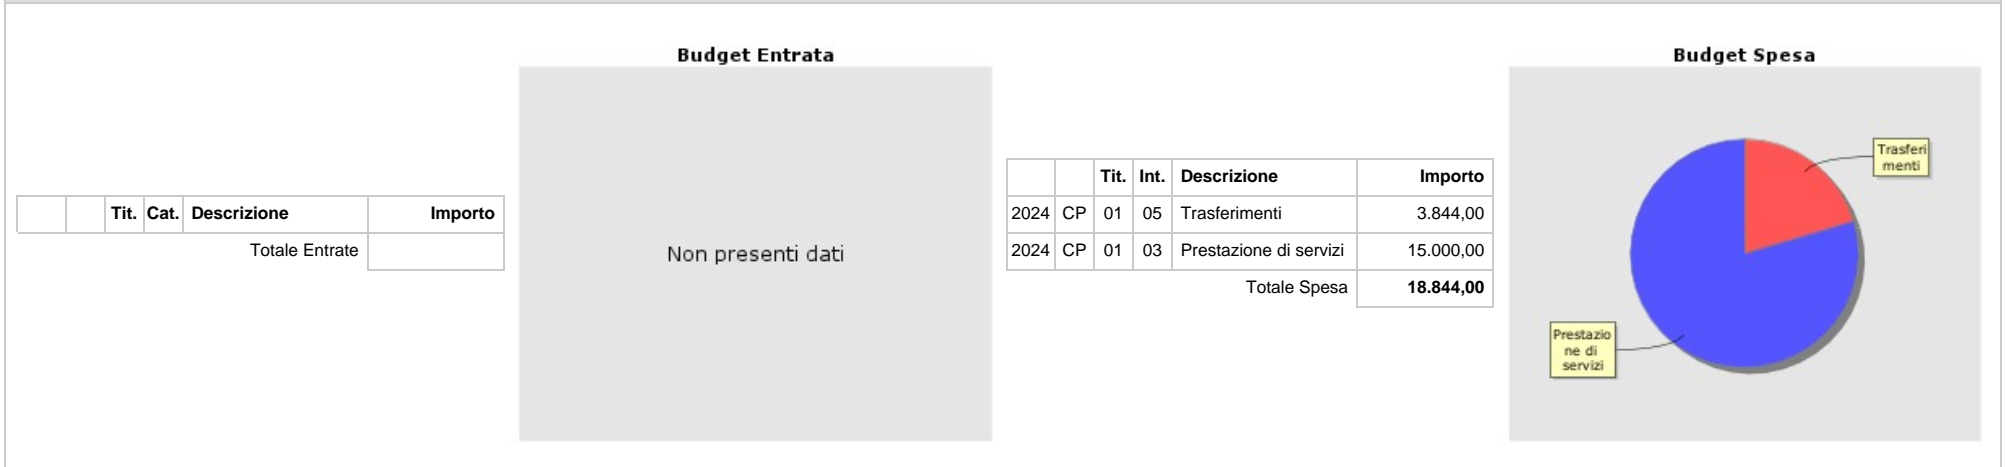 Budget Entrata
Tit. Cat. Descrizione Importo
Totale Entrate
Non presenti dati
Tit. Int. Descrizione Importo
2024 CP 01 05 Trasferimenti 3.844,00
2024 CP 01 03 Prestazione di servizi 15.000,00
Totale Spesa 18.844,00
Budget Spesa
Trasferi
menti
Prestazio
ne di
servizi